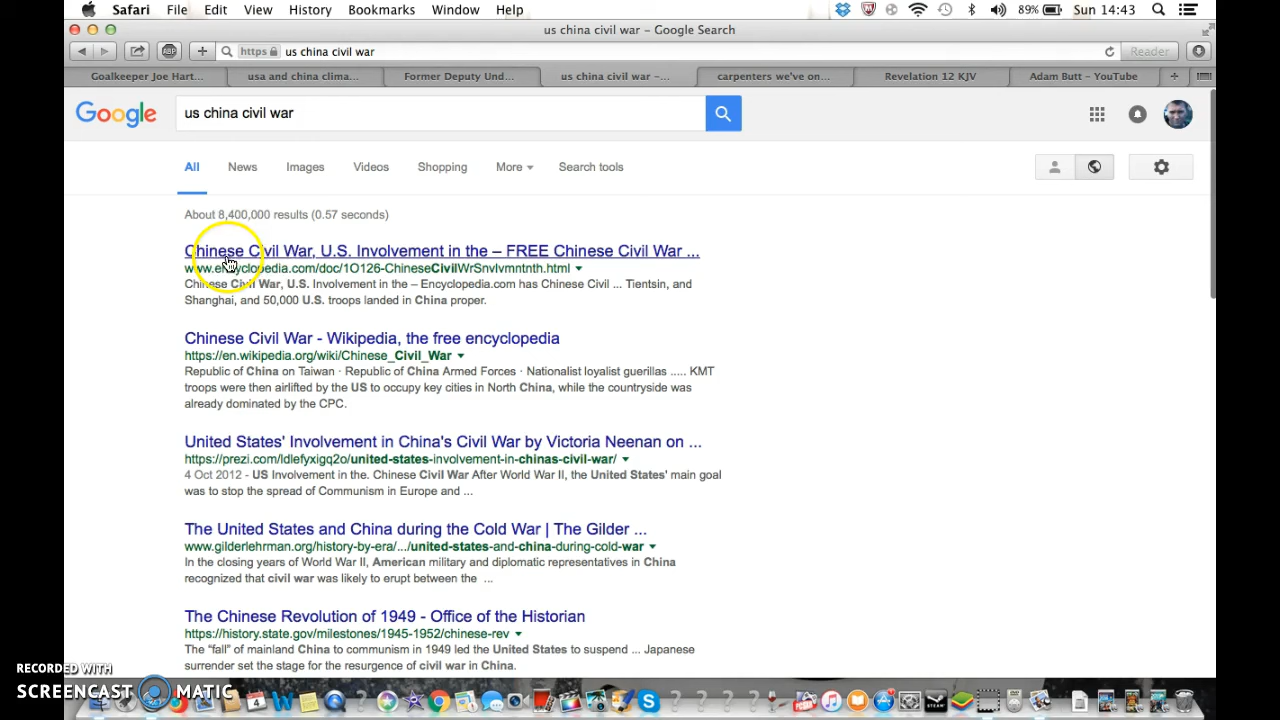 Safari File Edit View History Bookmarks Window Help 89% Sun 14:43
us china civil war – Google Search
ABP + https us china civil war Reader
Goalkeeper Joe Hart... usa and china clima... Former Deputy Und... us china civil war –... carpenters we've on... Revelation 12 KJV Adam Butt – YouTube +
Google us china civil war
All News Images Videos Shopping More Search tools
About 8,400,000 results (0.57 seconds)
Chinese Civil War, U.S. Involvement in the – FREE Chinese Civil War ...
www.encyclopedia.com/doc/1O126-ChineseCivilWrSnvlvmntnth.html
Chinese Civil War, U.S. Involvement in the – Encyclopedia.com has Chinese Civil ... Tientsin, and
Shanghai, and 50,000 U.S. troops landed in China proper.
Chinese Civil War - Wikipedia, the free encyclopedia
https://en.wikipedia.org/wiki/Chinese_Civil_War
Republic of China on Taiwan · Republic of China Armed Forces · Nationalist loyalist guerillas ..... KMT
troops were then airlifted by the US to occupy key cities in North China, while the countryside was
already dominated by the CPC.
United States' Involvement in China's Civil War by Victoria Neenan on ...
https://prezi.com/ldlefyxigq2o/united-states-involvement-in-chinas-civil-war/
4 Oct 2012 - US Involvement in the. Chinese Civil War After World War II, the United States' main goal
was to stop the spread of Communism in Europe and ...
The United States and China during the Cold War | The Gilder ...
www.gilderlehrman.org/history-by-era/.../united-states-and-china-during-cold-war
In the closing years of World War II, American military and diplomatic representatives in China
recognized that civil war was likely to erupt between the ...
The Chinese Revolution of 1949 - Office of the Historian
https://history.state.gov/milestones/1945-1952/chinese-rev
The “fall” of mainland China to communism in 1949 led the United States to suspend ... Japanese
surrender set the stage for the resurgence of civil war in China.
RECORDED WITH
SCREENCAST MATIC